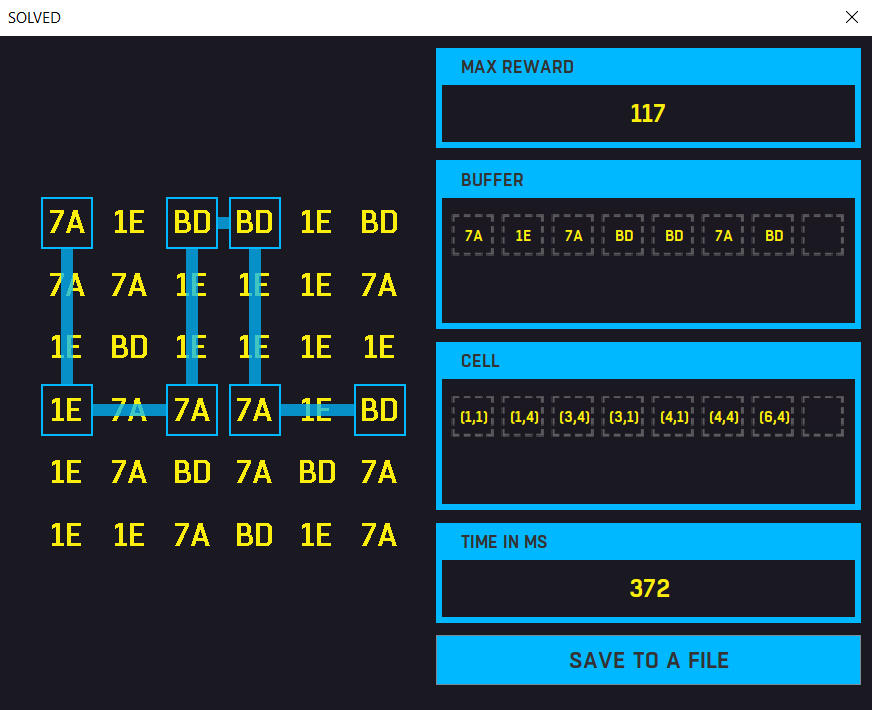 SOLVED
7A 1E BD BD 1E BD
7A 7A 1E 1E 1E 7A
1E BD 1E 1E 1E 1E
1E 7A 7A 7A 1E BD
1E 7A BD 7A BD 7A
1E 1E 7A BD 1E 7A
MAX REWARD
117
BUFFER
7A 1E 7A BD BD 7A BD
CELL
(1,1) (1,4) (3,4) (3,1) (4,1) (4,4) (6,4)
TIME IN MS
372
SAVE TO A FILE